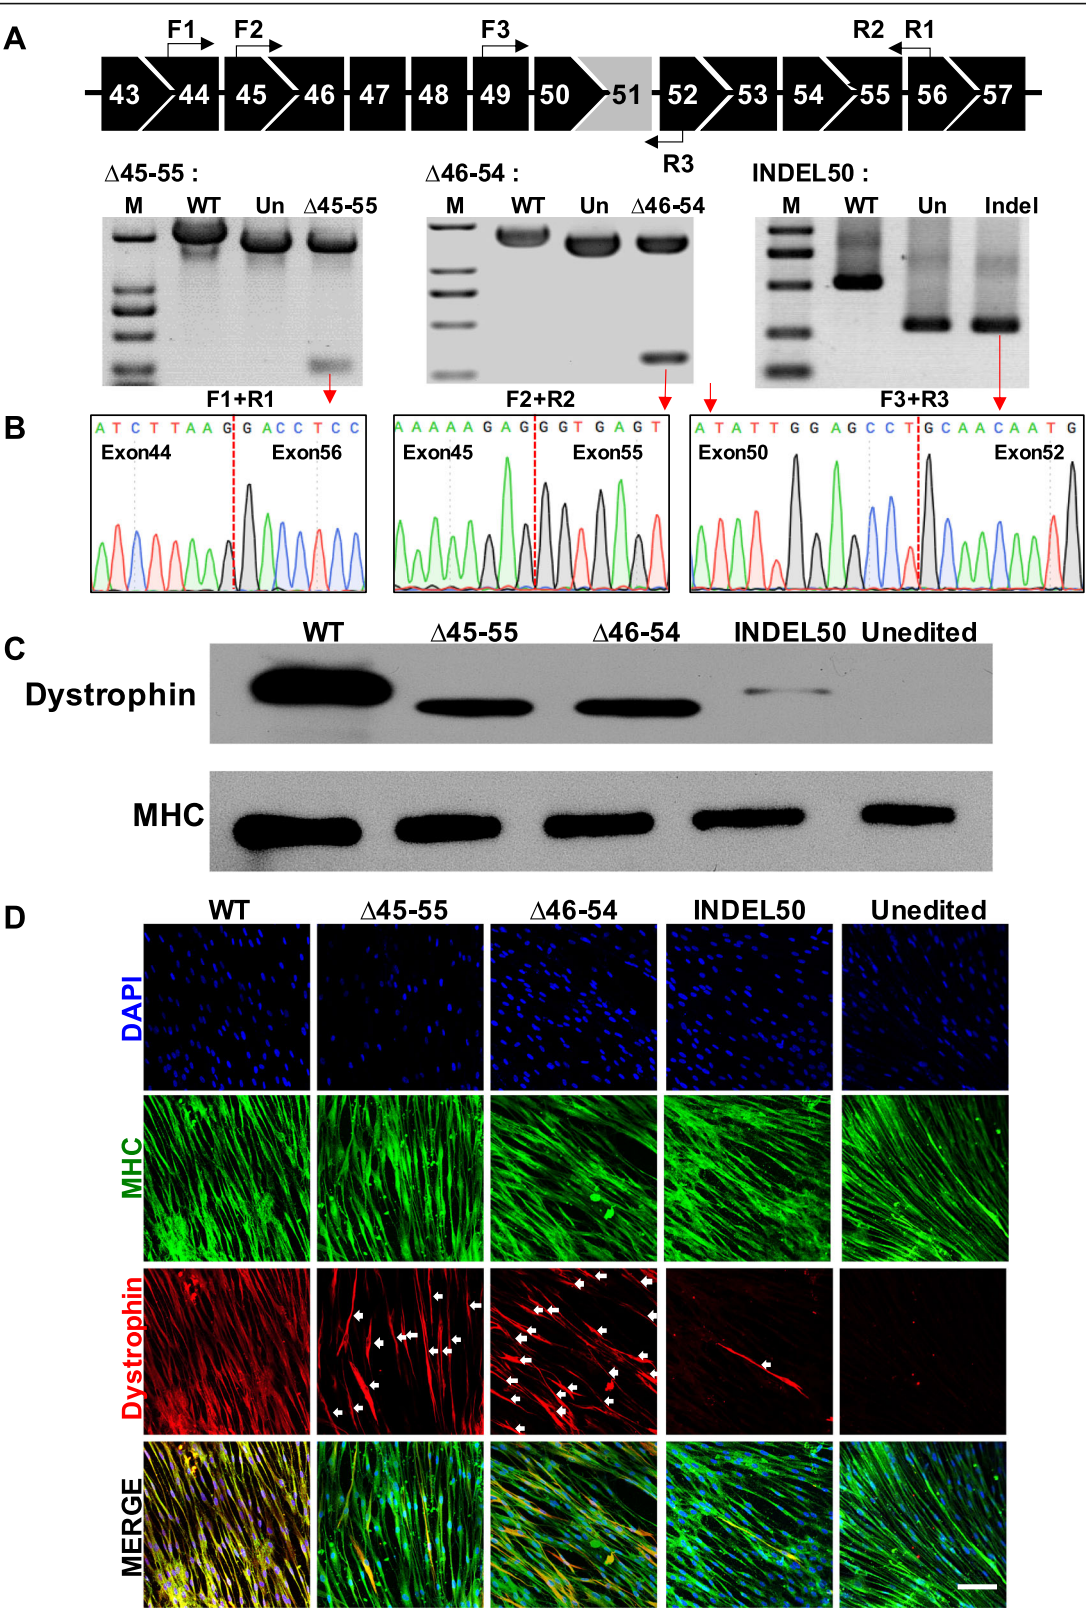 A
F1 F2 F3 R2 R1
43 44 45 46 47 48 49 50 51 52 53 54 55 56 57
R3
Δ45-55 : Δ46-54 : INDEL50 :
M WT Un Δ45-55 M WT Un Δ46-54 M WT Un Indel
F1+R1 F2+R2 F3+R3
B
A T C T T A A G G A C C T C C A A A A A G A G G G T G A G T A T A T T G G A G C C T G C A A C A A T G
Exon44 Exon56 Exon45 Exon55 Exon50 Exon52
C
WT Δ45-55 Δ46-54 INDEL50 Unedited
Dystrophin
MHC
D
WT Δ45-55 Δ46-54 INDEL50 Unedited
DAPI
MHC
Dystrophin
MERGE